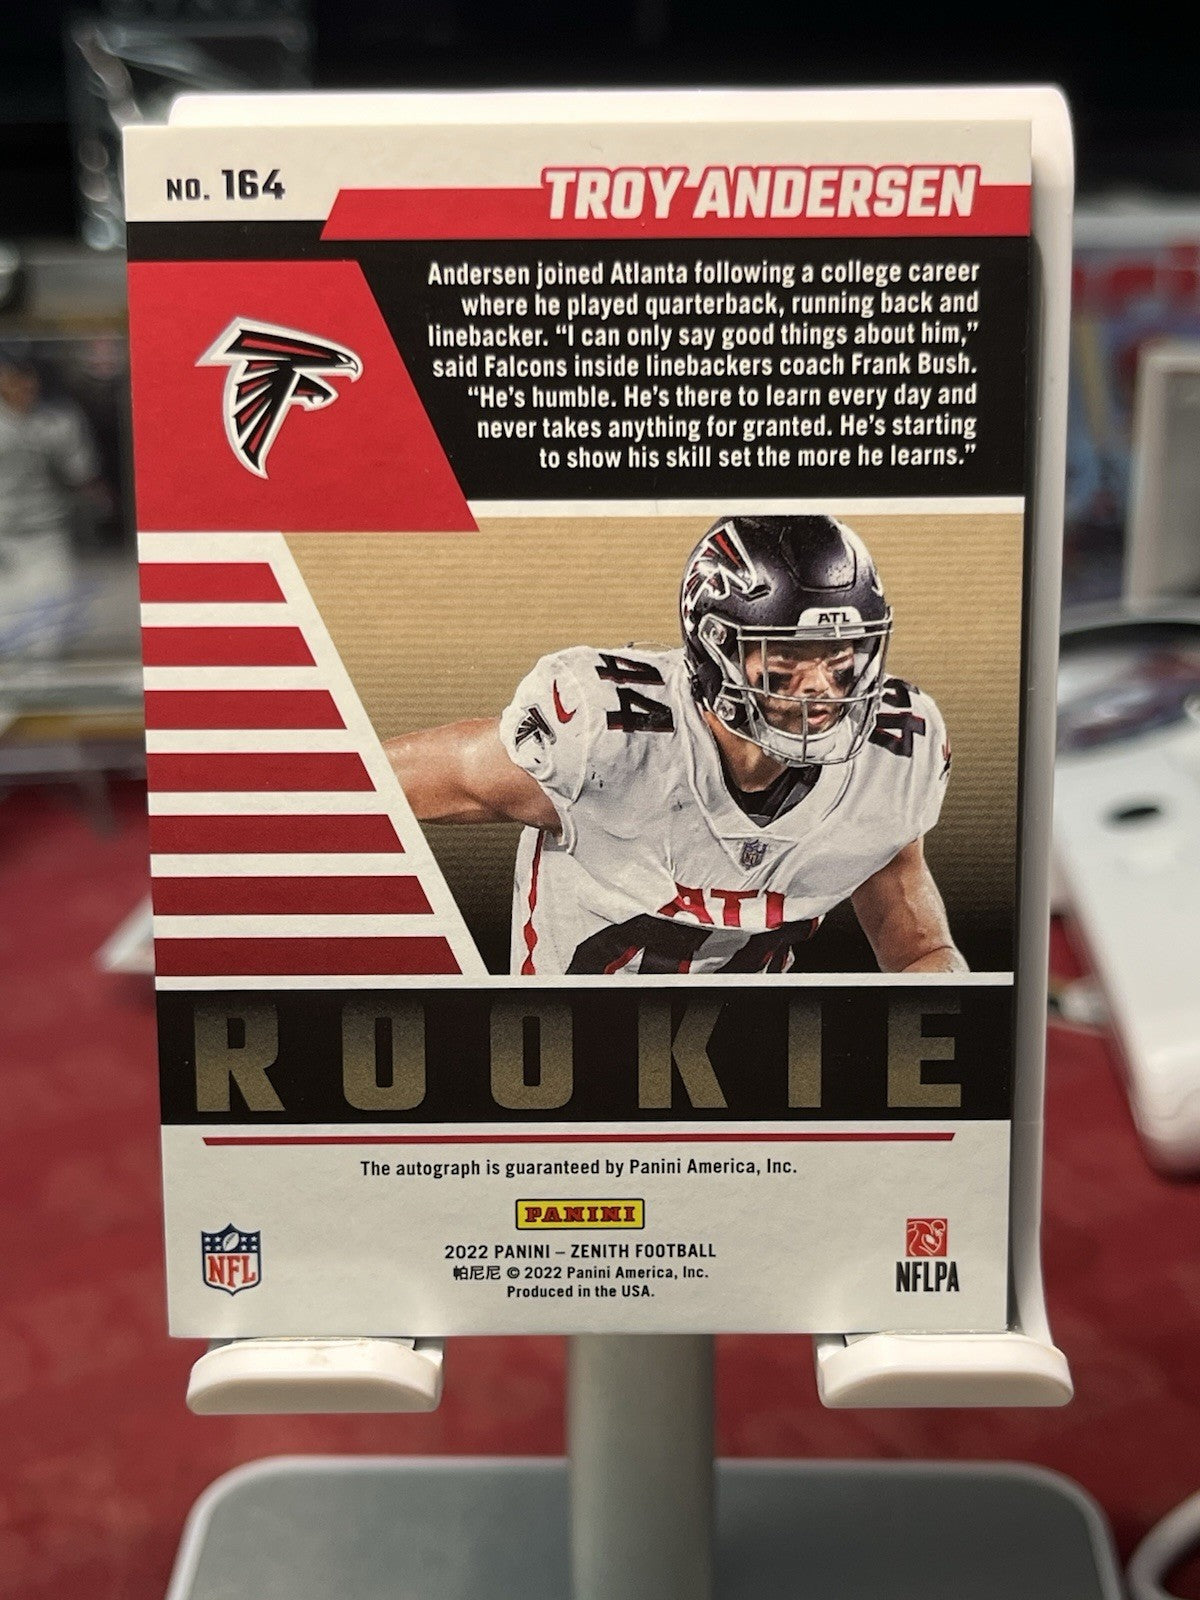 NO. 164
TROY ANDERSEN
Andersen joined Atlanta following a college career
where he played quarterback, running back and
linebacker. “I can only say good things about him,”
said Falcons inside linebackers coach Frank Bush.
“He’s humble. He’s there to learn every day and
never takes anything for granted. He’s starting
to show his skill set the more he learns.”
ATL
44
44
ATL
ROOKIE
The autograph is guaranteed by Panini America, Inc.
PANINI
NFL
2022 PANINI – ZENITH FOOTBALL
帕尼尼 © 2022 Panini America, Inc.
Produced in the USA.
NFLPA